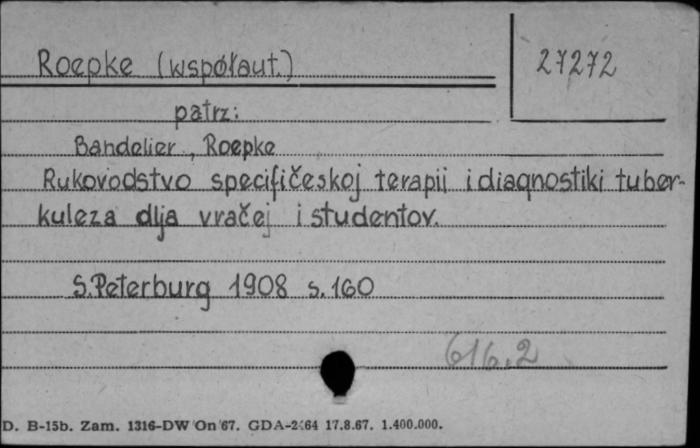 Roepke (współaut.)
27272
patrz:
Bandelier, Roepke
Rukovodstvo specifičeskoj terapii i diagnostiki tuber-
kuleza dlja vračej i studentov.
S.Peterburg 1908 s.160
616.2
D. B-15b. Zam. 1316-DW On 67. GDA-2/64 17.8.67. 1.400.000.